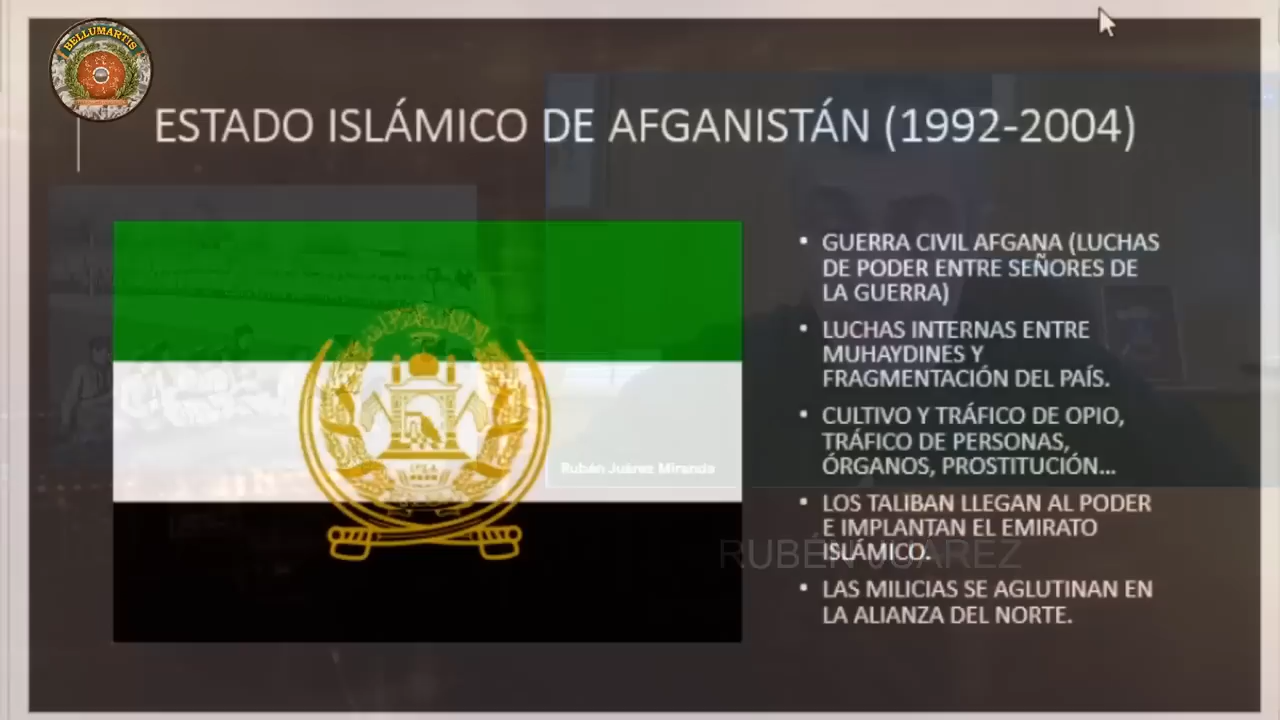 BELLUMARTIS
ESTADO ISLÁMICO DE AFGANISTÁN (1992-2004)
• GUERRA CIVIL AFGANA (LUCHAS
DE PODER ENTRE SEÑORES DE
LA GUERRA)
• LUCHAS INTERNAS ENTRE
MUHAYDINES Y
FRAGMENTACIÓN DEL PAÍS.
• CULTIVO Y TRÁFICO DE OPIO,
TRÁFICO DE PERSONAS,
ÓRGANOS, PROSTITUCIÓN...
• LOS TALIBAN LLEGAN AL PODER
E IMPLANTAN EL EMIRATO
ISLÁMICO.
• LAS MILICIAS SE AGLUTINAN EN
LA ALIANZA DEL NORTE.
Rubén Juárez Miranda
RUBÉN JUÁREZ